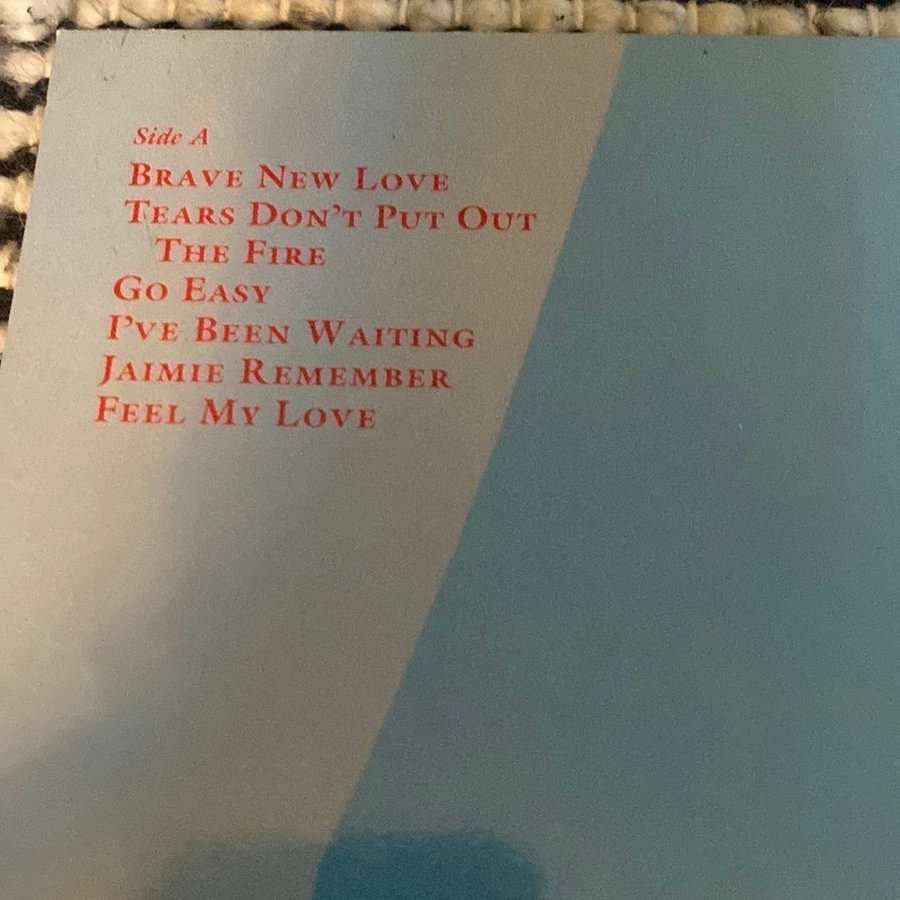 Side A
BRAVE NEW LOVE
TEARS DON'T PUT OUT
THE FIRE
GO EASY
I'VE BEEN WAITING
JAIMIE REMEMBER
FEEL MY LOVE